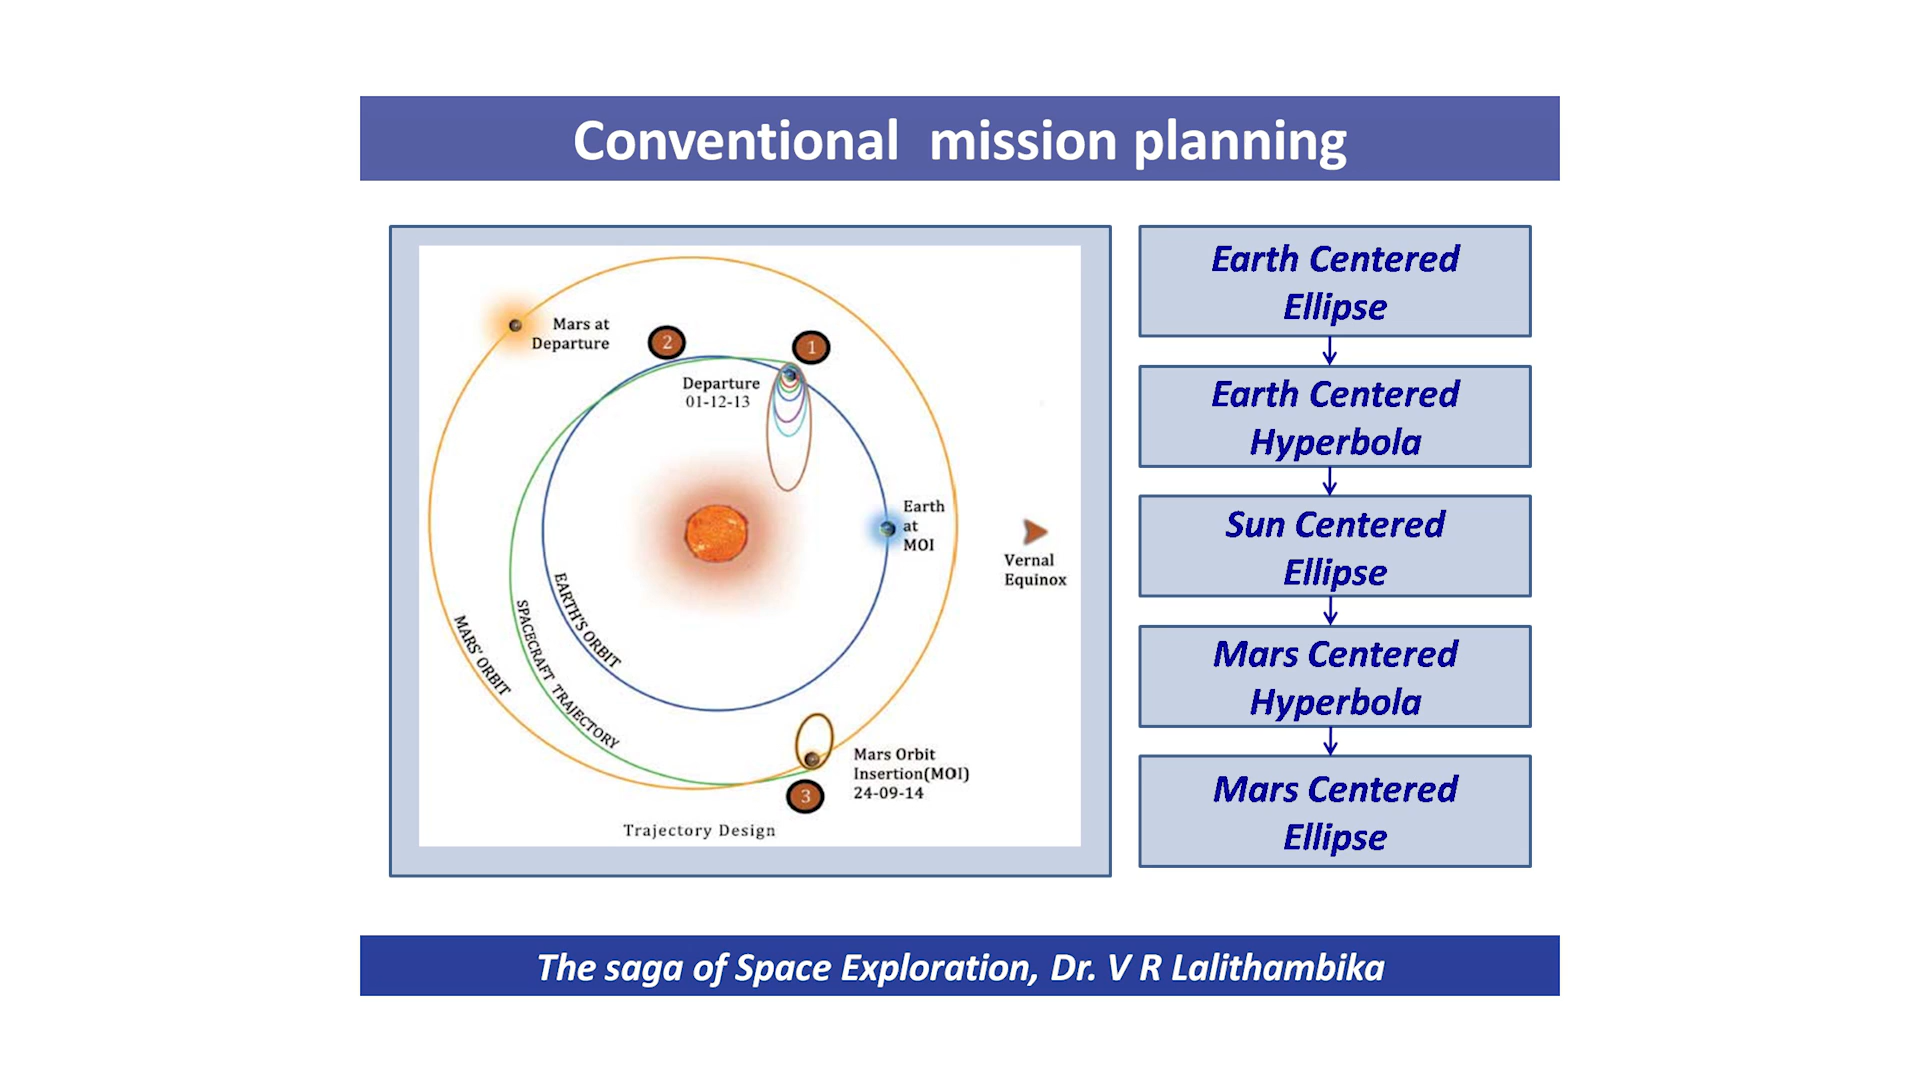 Conventional  mission planning
Mars at
Departure
2
1
Departure
01-12-13
Earth
at
MOI
Vernal
Equinox
EARTH'S ORBIT
SPACECRAFT TRAJECTORY
MARS' ORBIT
Mars Orbit
Insertion(MOI)
24-09-14
3
Trajectory Design
Earth Centered
Ellipse
Earth Centered
Hyperbola
Sun Centered
Ellipse
Mars Centered
Hyperbola
Mars Centered
Ellipse
The saga of Space Exploration, Dr. V R Lalithambika